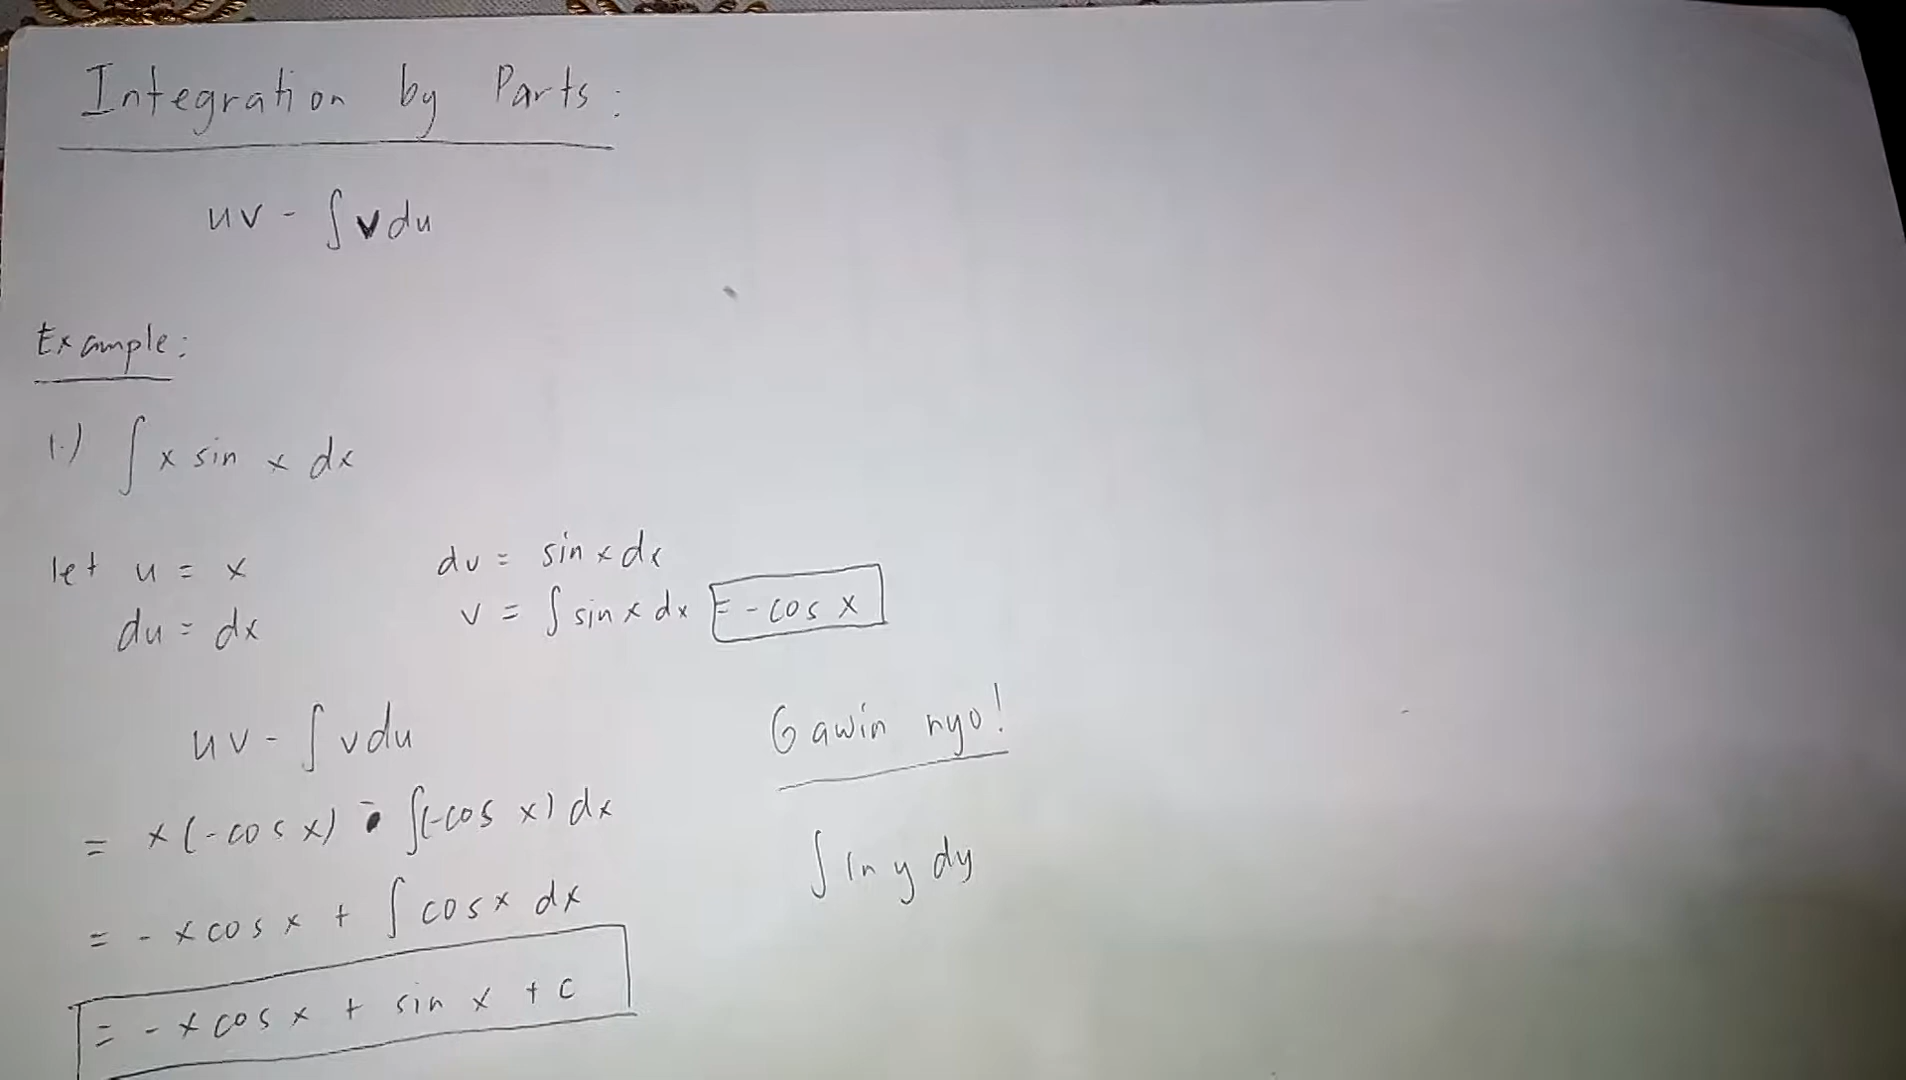 Integration by Parts:
uv - ∫vdu
Example:
1.) ∫ x sin x dx
let u = x
du = dx
dv = sin x dx
v = ∫ sin x dx = - cos x
uv - ∫ vdu
= x(-cos x) - ∫(-cos x) dx
= - x cos x + ∫ cos x dx
= - x cos x + sin x + c
Gawin nyo!
∫ ln y dy